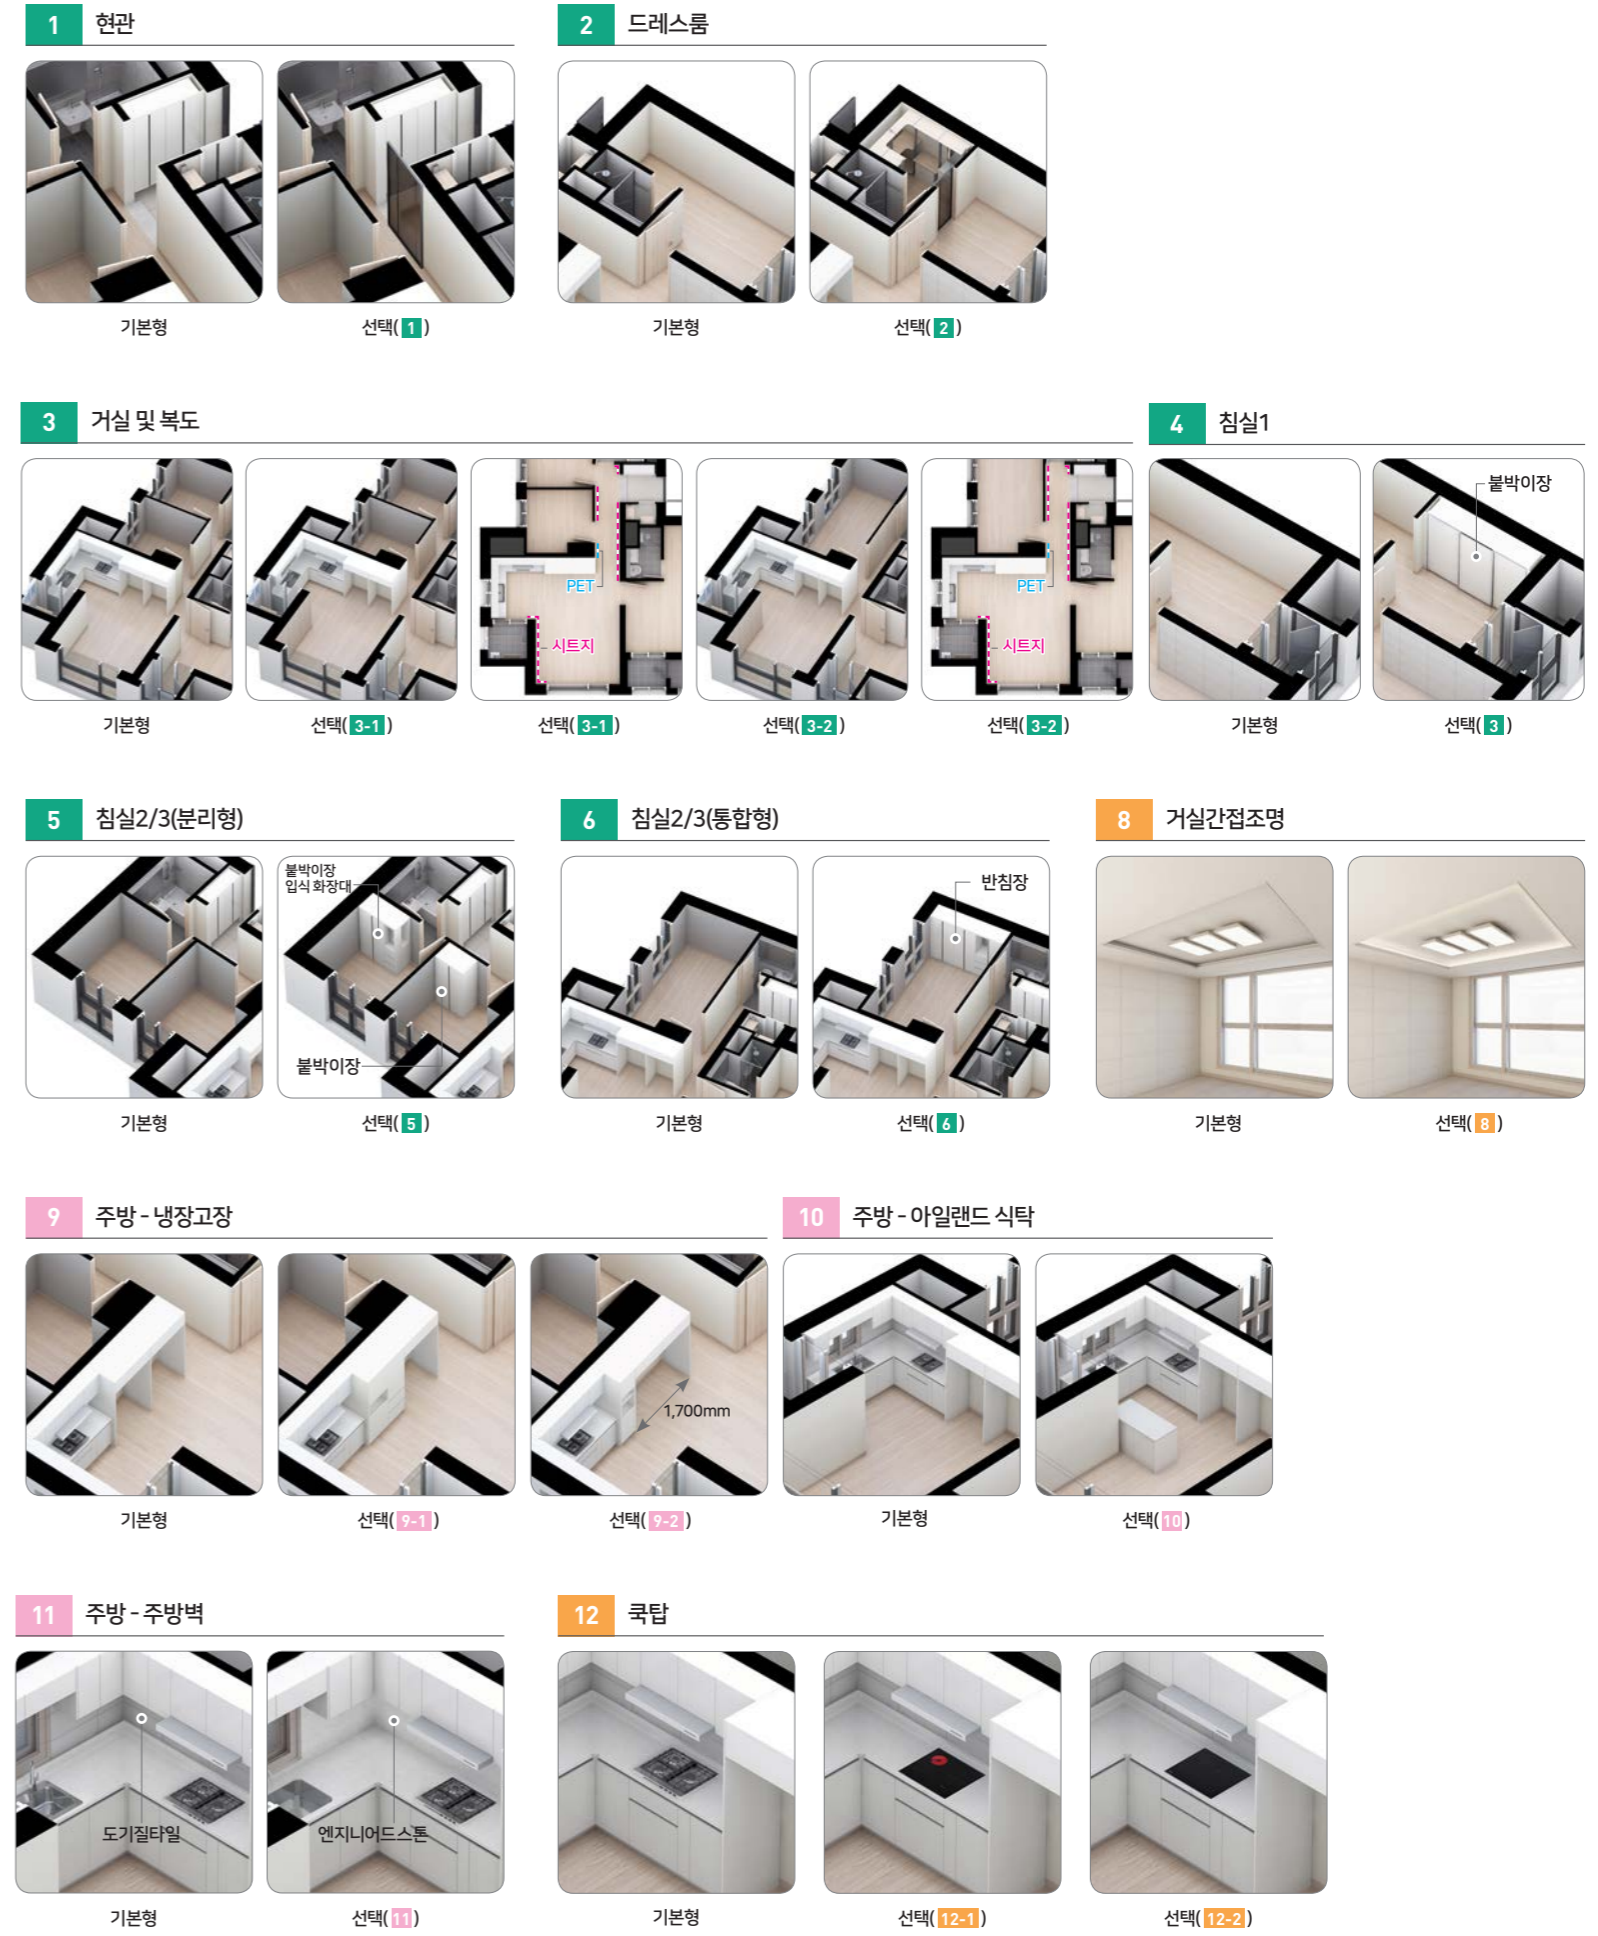 1 현관
2 드레스룸
기본형
선택( 1 )
기본형
선택( 2 )
3 거실 및 복도
4 침실1
PET
시트지
PET
시트지
붙박이장
기본형
선택( 3-1 )
선택( 3-1 )
선택( 3-2 )
선택( 3-2 )
기본형
선택( 3 )
5 침실2/3(분리형)
6 침실2/3(통합형)
8 거실간접조명
붙박이장
입식 화장대
붙박이장
반침장
기본형
선택( 5 )
기본형
선택( 6 )
기본형
선택( 8 )
9 주방 - 냉장고장
10 주방 - 아일랜드 식탁
1,700mm
기본형
선택( 9-1 )
선택( 9-2 )
기본형
선택( 10 )
11 주방 - 주방벽
12 쿡탑
도기질타일
엔지니어드스톤
기본형
선택( 11 )
기본형
선택( 12-1 )
선택( 12-2 )